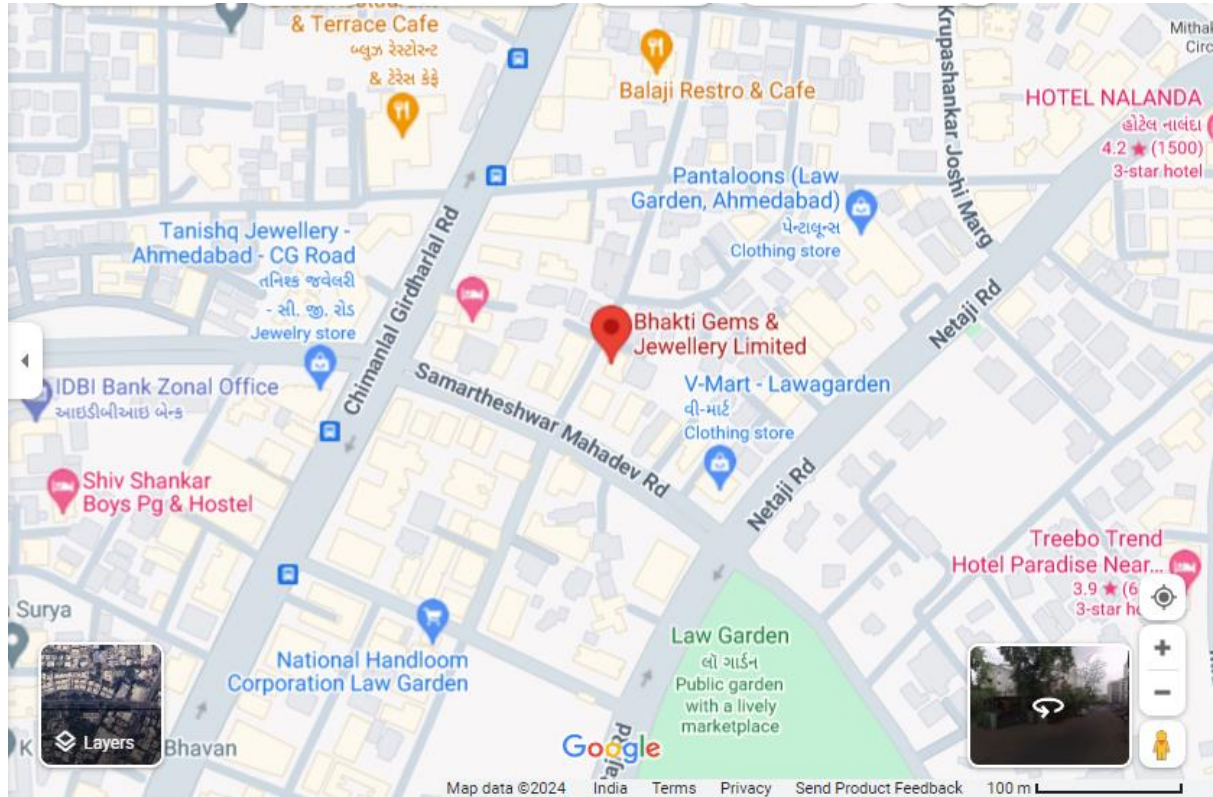 & Terrace Cafe
બ્લુઝ રેસ્ટોરન્ટ
& ટેરેસ કેફે
Balaji Restro & Cafe
Krupashankar Joshi Marg
HOTEL NALANDA
હોટેલ નાલંદા
4.2 ★ (1500)
3-star hotel
Pantaloons (Law
Garden, Ahmedabad)
પેન્ટાલૂન્સ
Clothing store
Tanishq Jewellery -
Ahmedabad - CG Road
તનિશ્ક જ્વેલરી
- સી. જી. રોડ
Jewelry store
Chimanlal Girdharlal Rd
Bhakti Gems &
Jewellery Limited
Netaji Rd
IDBI Bank Zonal Office
આઇડીબીઆઇ બેન્ક
Samartheshwar Mahadev Rd
V-Mart - Lawagarden
વી-માર્ટ
Clothing store
Shiv Shankar
Boys Pg & Hostel
Netaji Rd
Treebo Trend
Hotel Paradise Near...
3.9 ★ (6
3-star
Surya
National Handloom
Corporation Law Garden
Law Garden
લૉ ગાર્ડન
Public garden
with a lively
marketplace
Layers
Bhavan
Google
Rd
Map data ©2024 India Terms Privacy Send Product Feedback 100 m